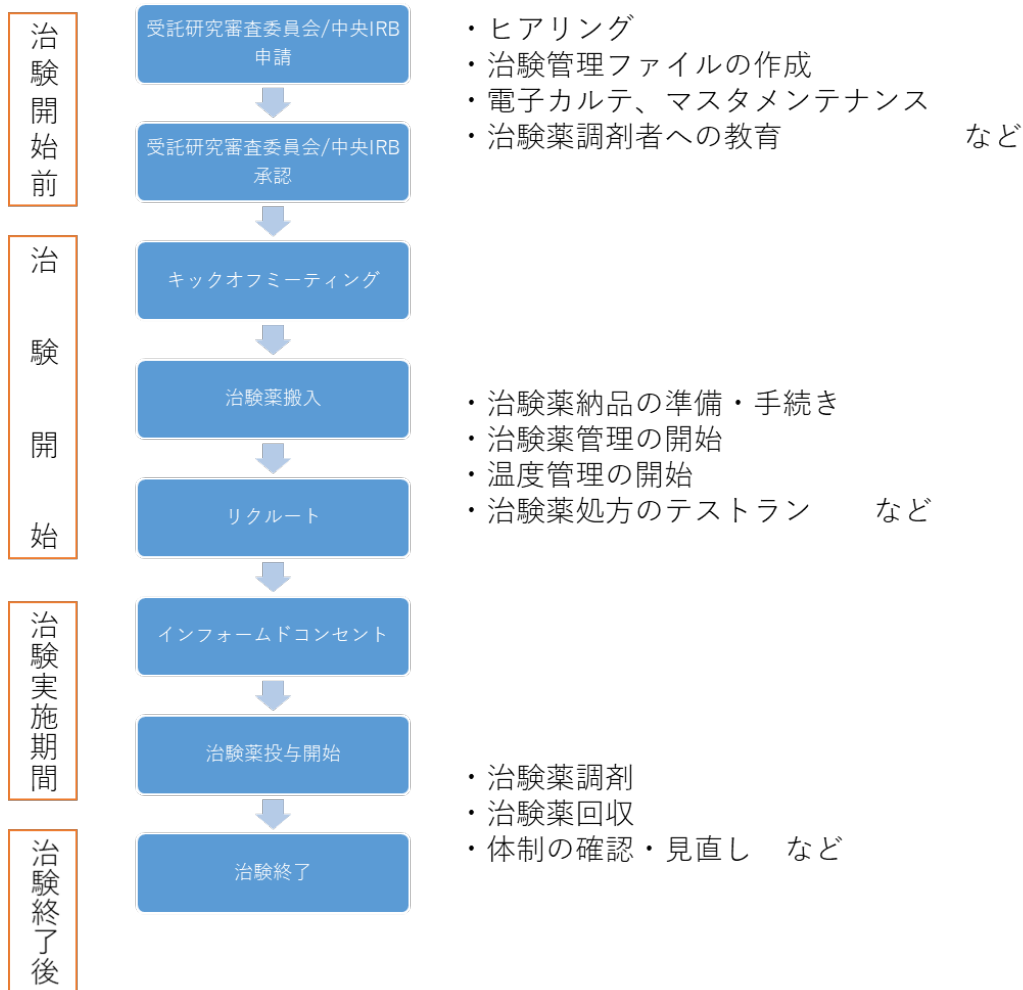 治験開始前
受託研究審査委員会/中央IRB
申請
受託研究審査委員会/中央IRB
承認
・ヒアリング
・治験管理ファイルの作成
・電子カルテ、マスタメンテナンス
・治験薬調剤者への教育 など
治験開始
キックオフミーティング
治験薬搬入
リクルート
・治験薬納品の準備・手続き
・治験薬管理の開始
・温度管理の開始
・治験薬処方のテストラン など
治験実施期間
インフォームドコンセント
治験薬投与開始
・治験薬調剤
・治験薬回収
・体制の確認・見直し など
治験終了後
治験終了